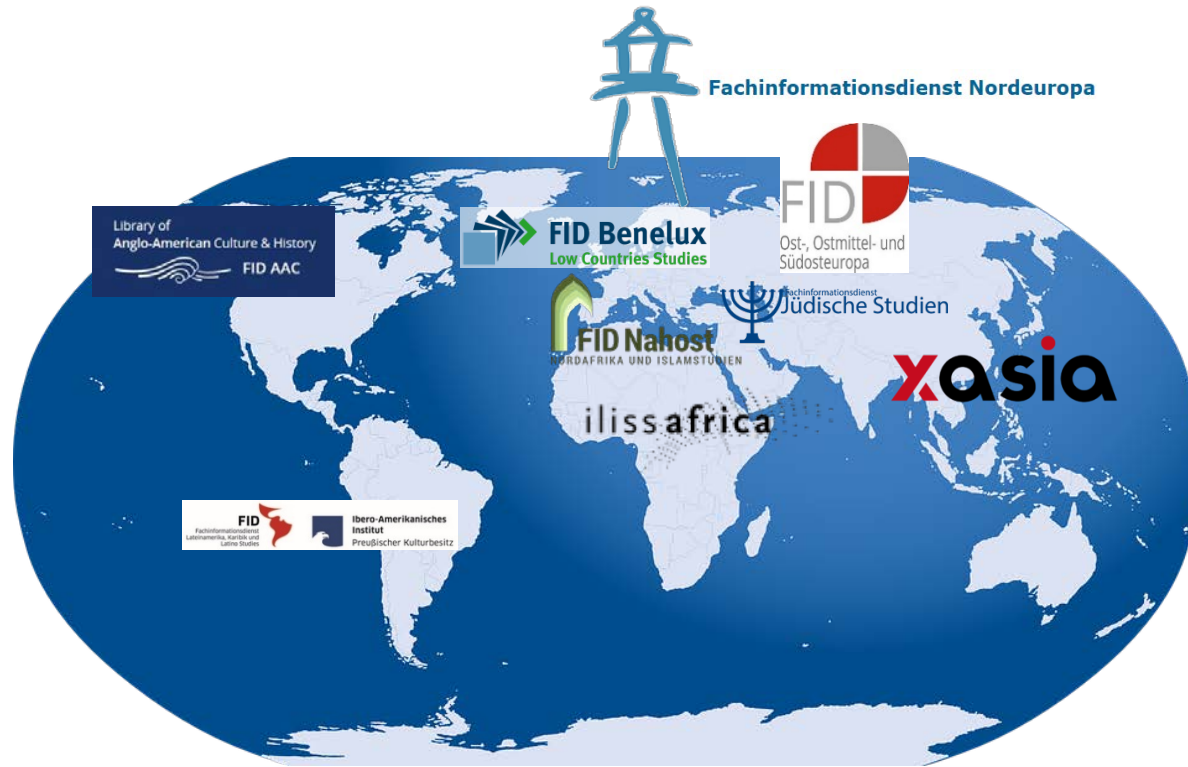 Fachinformationsdienst Nordeuropa
FID
Ost-, Ostmittel- und
Südosteuropa
Library of
Anglo-American Culture & History
FID AAC
FID Benelux
Low Countries Studies
Fachinformationsdienst
Jüdische Studien
FID Nahost
NORDAFRIKA UND ISLAMSTUDIEN
xasia
ilissafrica
FID
Fachinformationsdienst
Lateinamerika, Karibik und
Latino Studies
Ibero-Amerikanisches
Institut
Preußischer Kulturbesitz